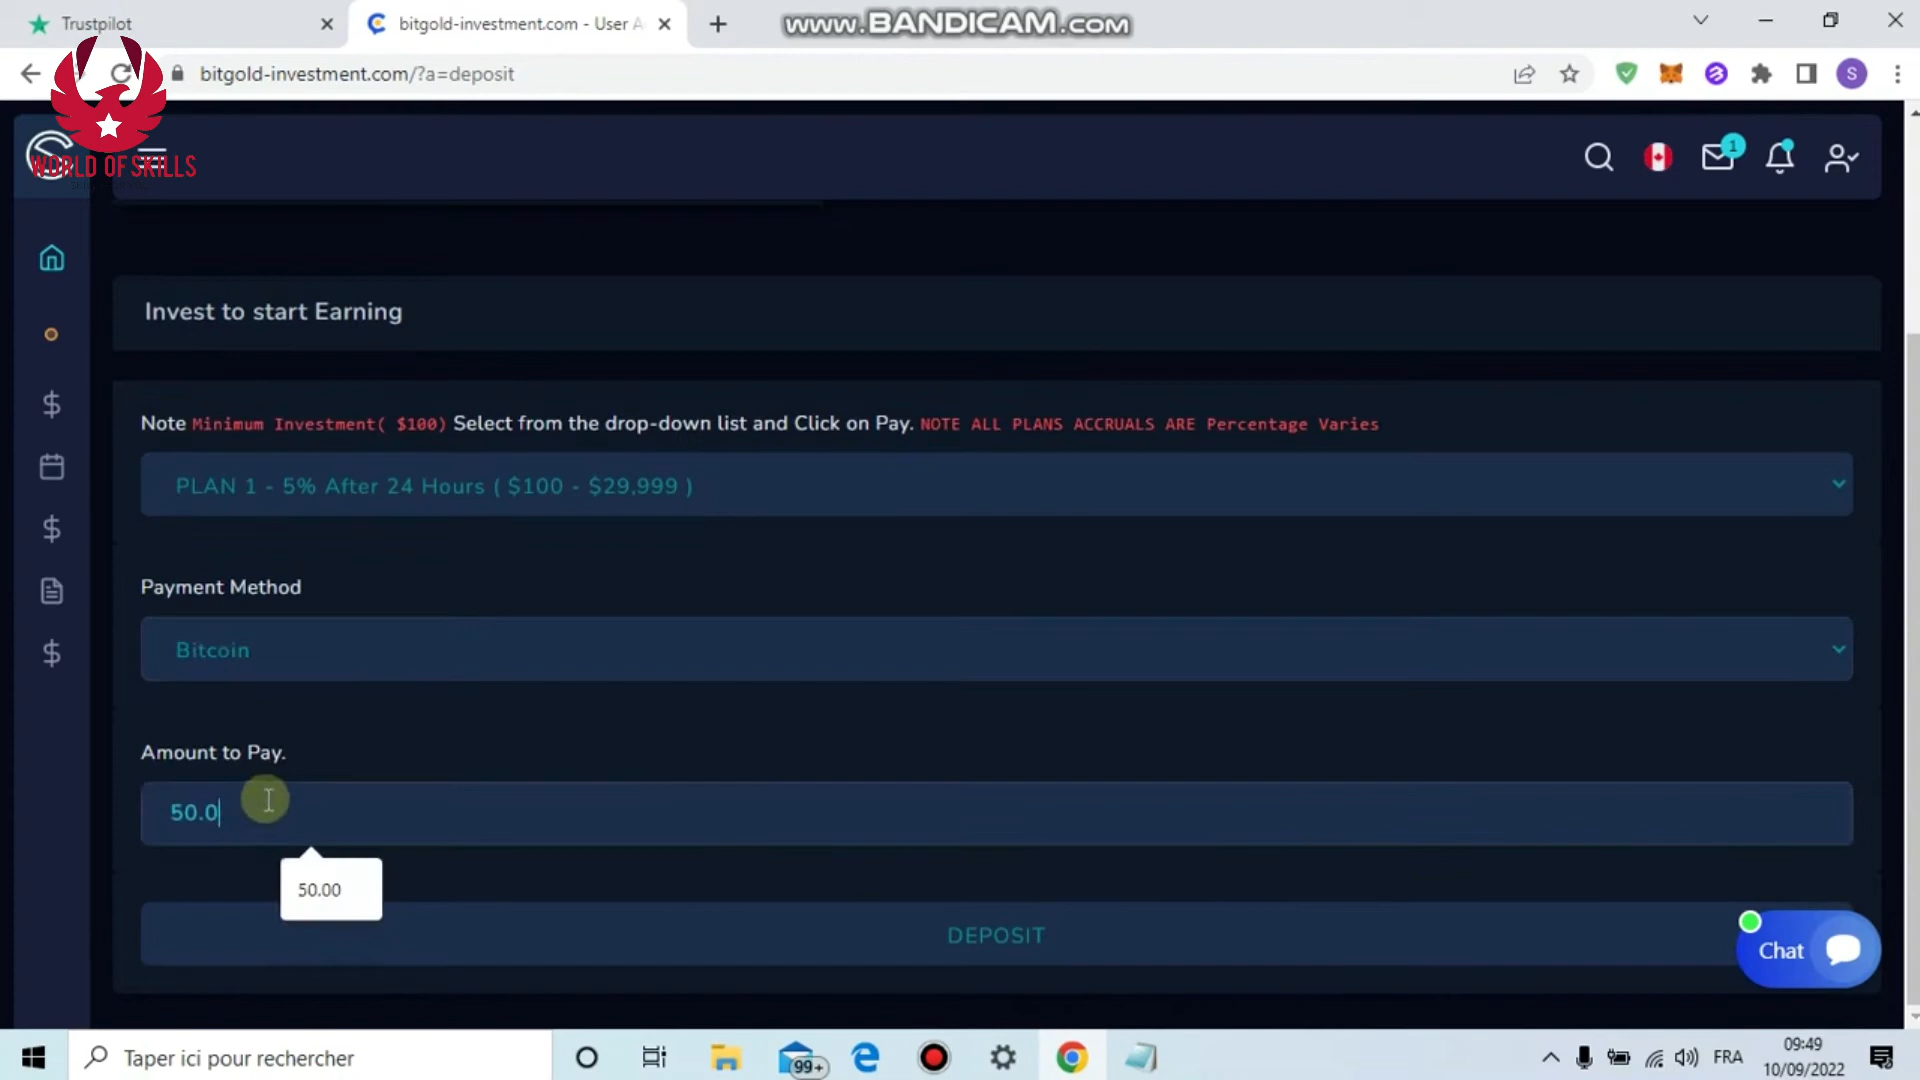 Trustpilot
bitgold-investment.com - User A
www.BANDICAM.com
bitgold-investment.com/?a=deposit
S
WORLD OF SKILLS
1
Invest to start Earning
Note Minimum Investment( $100) Select from the drop-down list and Click on Pay. NOTE ALL PLANS ACCRUALS ARE Percentage Varies
PLAN 1 - 5% After 24 Hours ( $100 - $29,999 )
Payment Method
Bitcoin
Amount to Pay.
50.0
50.00
DEPOSIT
Chat
Taper ici pour rechercher
99+
FRA
09:49
10/09/2022